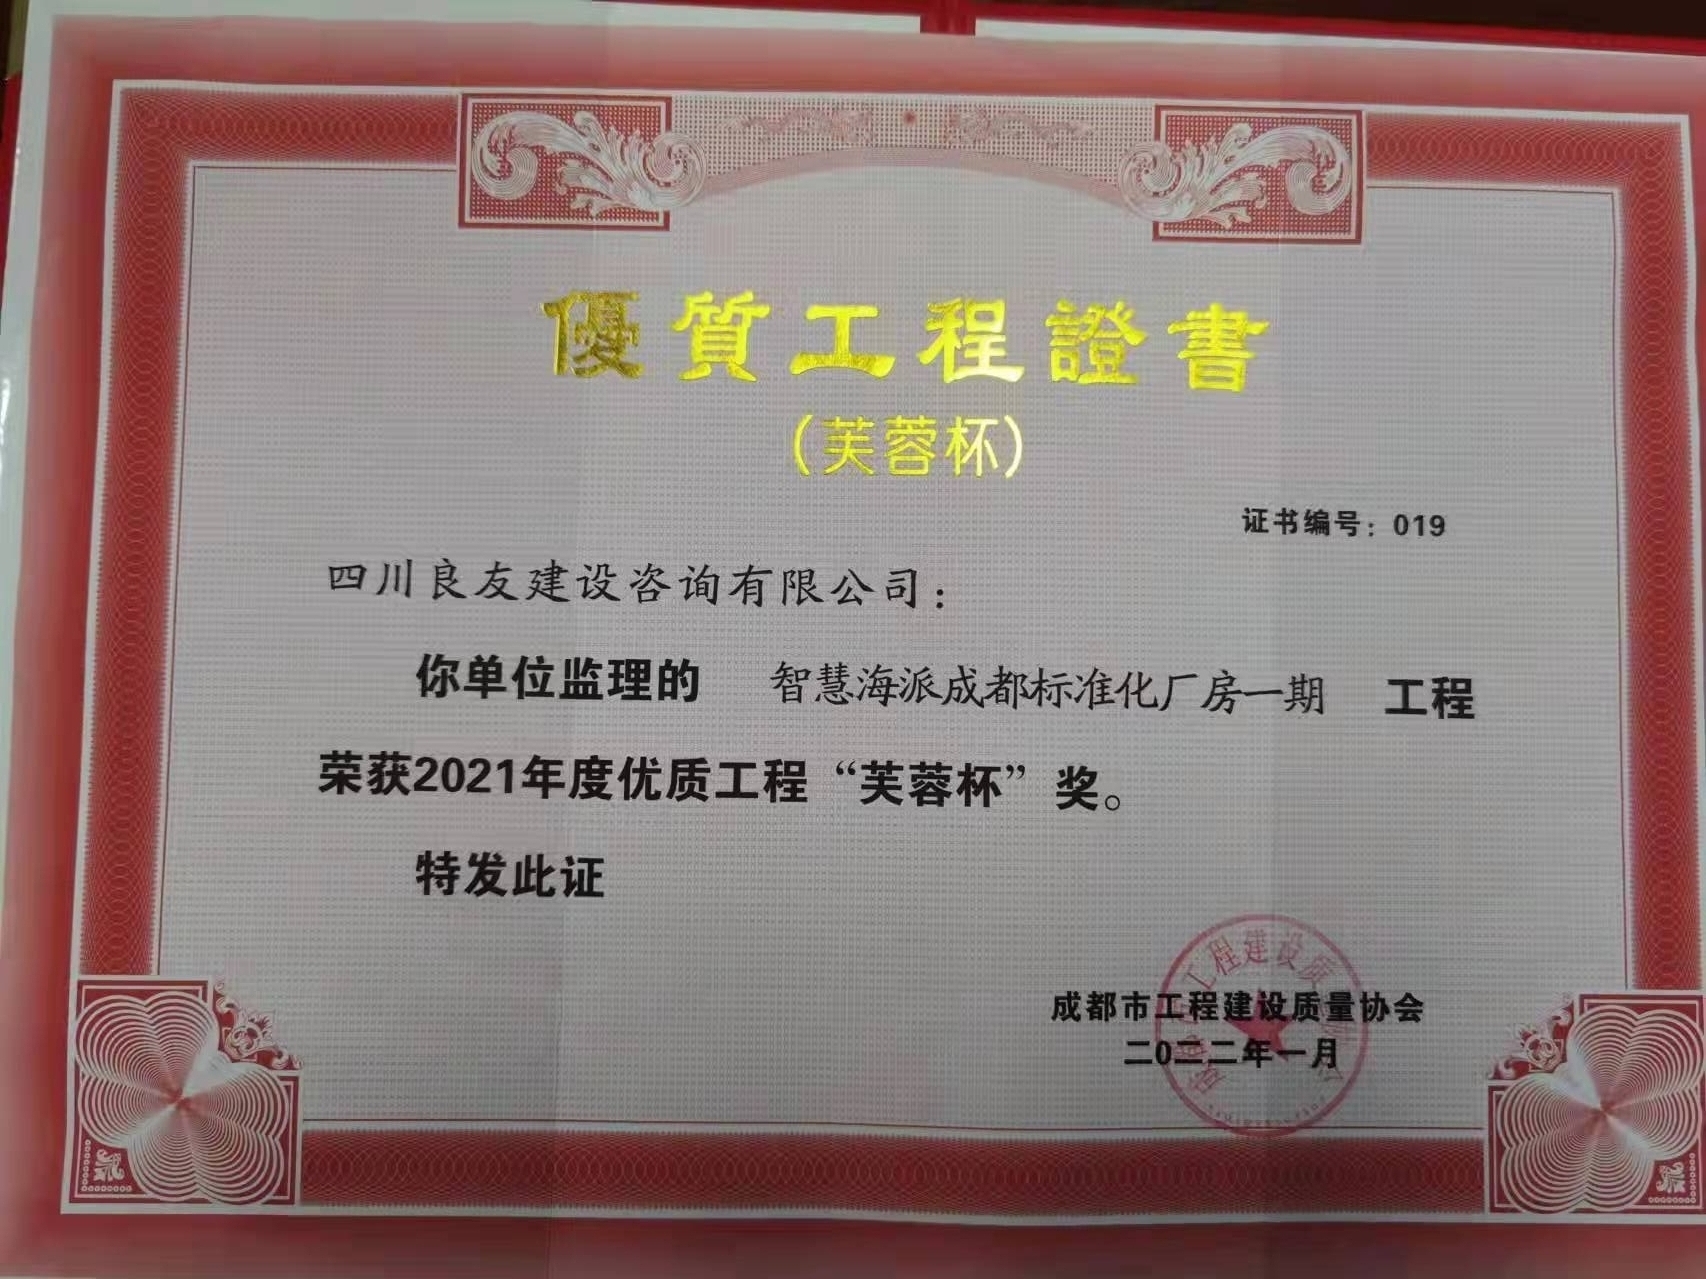 優質工程證書
(芙蓉杯)
证书编号：019
四川良友建设咨询有限公司：
你单位监理的 智慧海派成都标准化厂房一期 工程
荣获2021年度优质工程“芙蓉杯”奖。
特发此证
成都市工程建设质量协会
二〇二二年一月